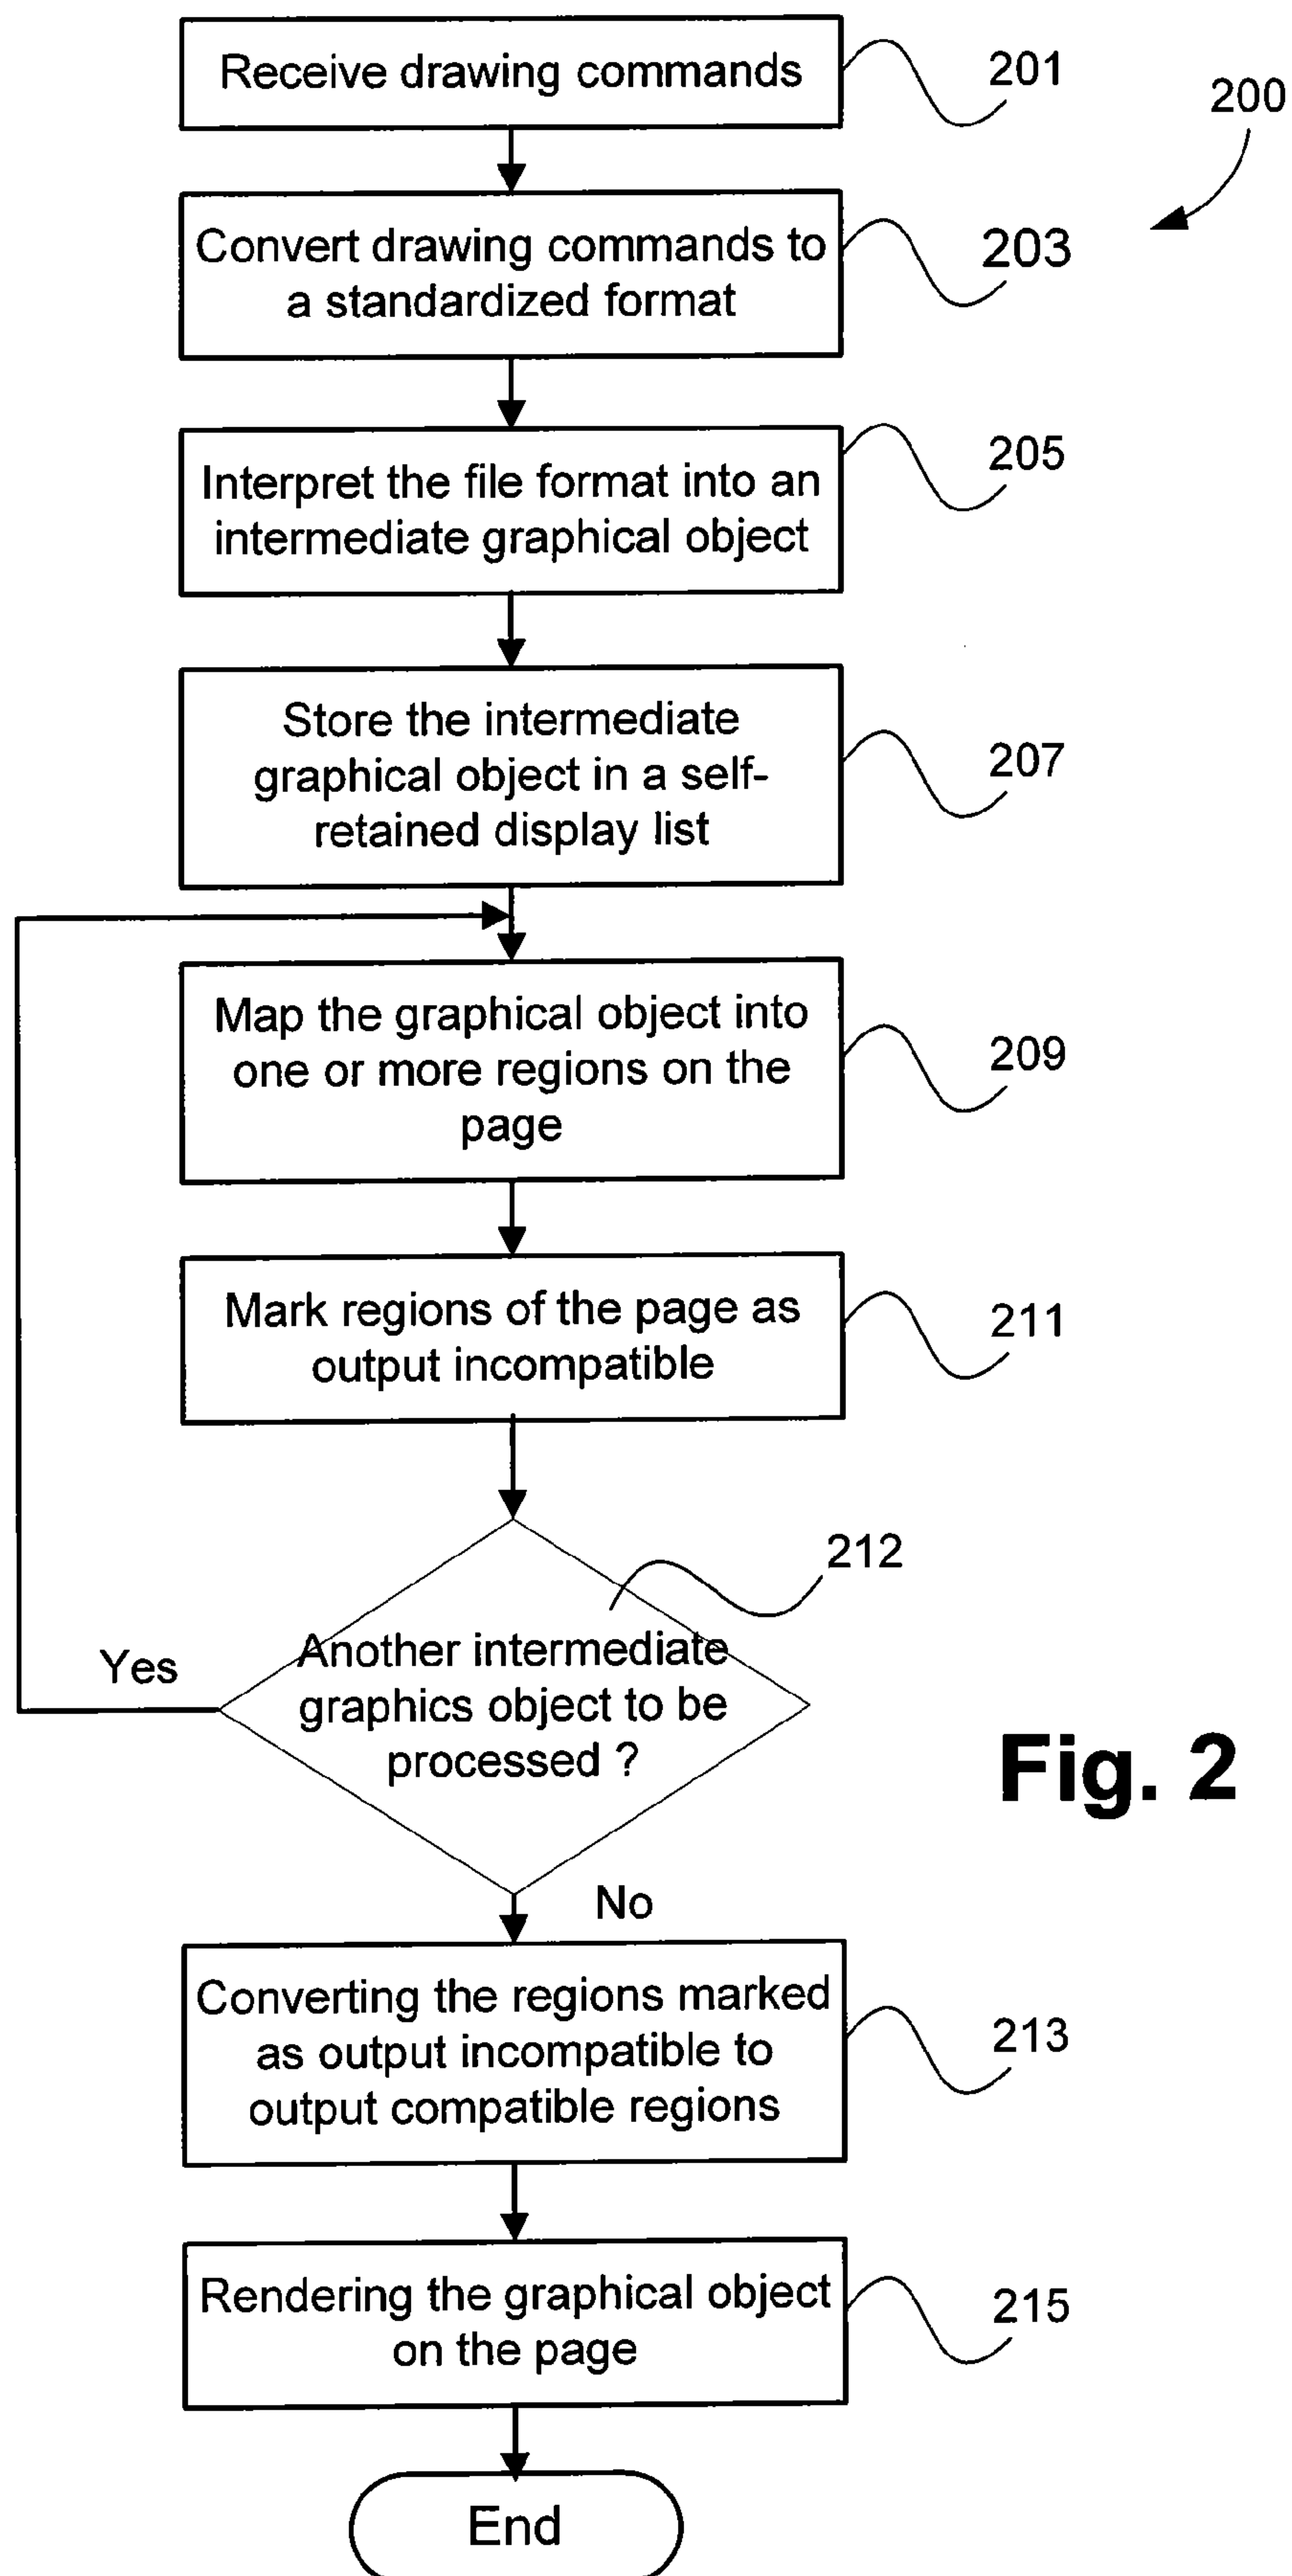 Receive drawing commands
201
200
Convert drawing commands to
a standardized format
203
Interpret the file format into an
intermediate graphical object
205
Store the intermediate
graphical object in a self-
retained display list
207
Map the graphical object into
one or more regions on the
page
209
Mark regions of the page as
output incompatible
211
212
Another intermediate
graphics object to be
processed ?
Yes
Fig. 2
No
Converting the regions marked
as output incompatible to
output compatible regions
213
Rendering the graphical object
on the page
215
End